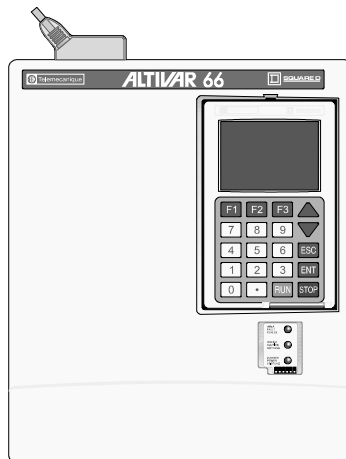 Telemecanique ALTIVAR 66 SQUARE D
F1 F2 F3
7 8 9
4 5 6 ESC
1 2 3 ENT
0 • RUN STOP